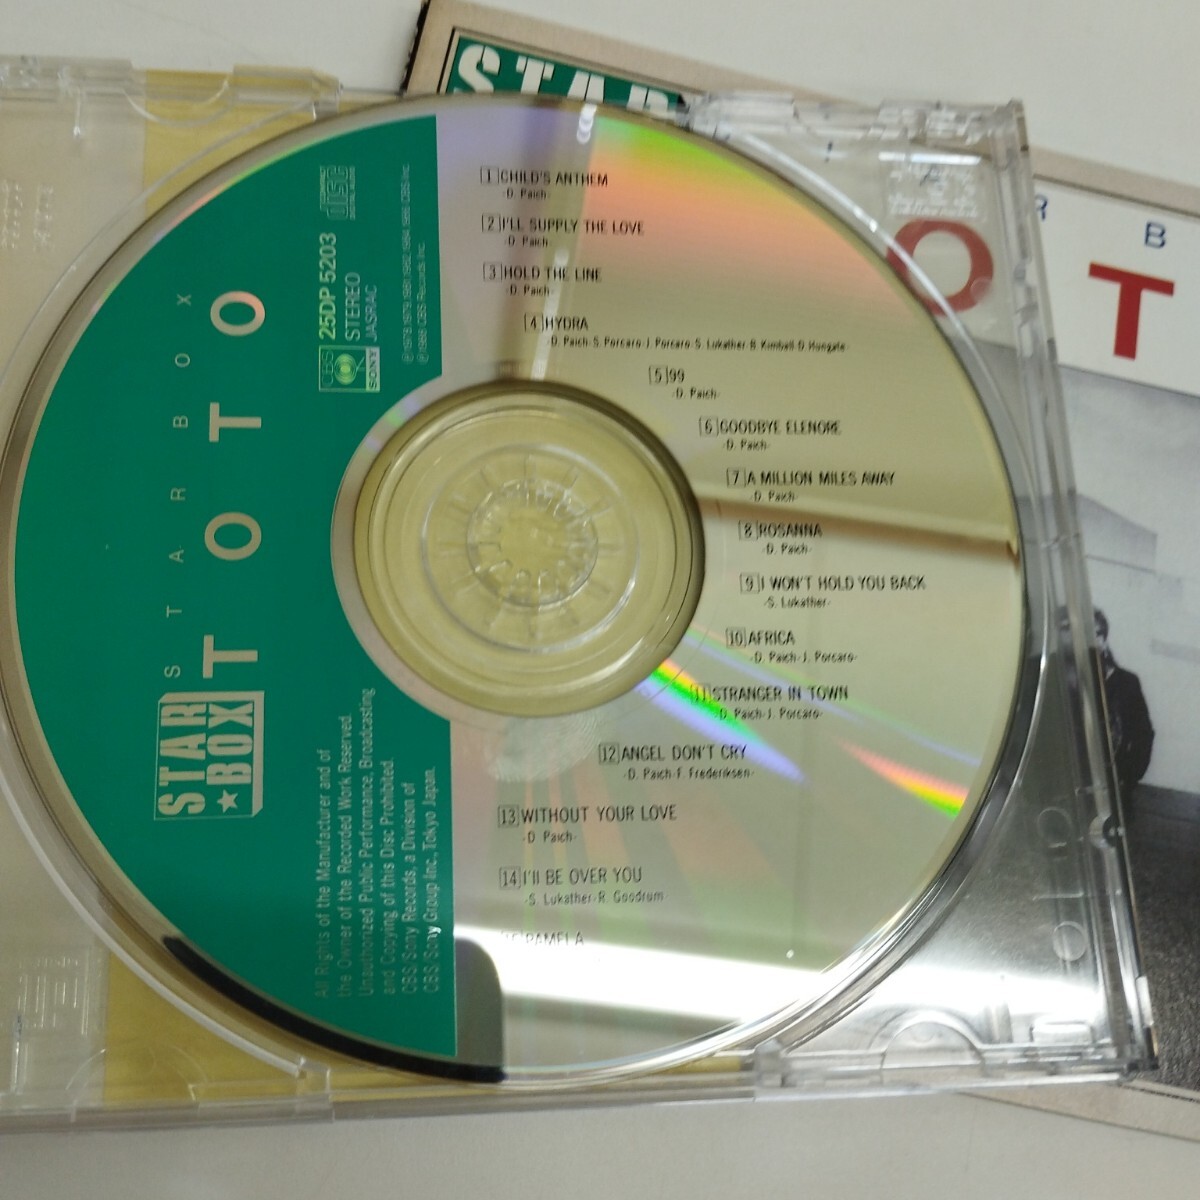 STAR
R B
O T
1 CHILD'S ANTHEM
-D. Paich-
2 I'LL SUPPLY THE LOVE
-D. Paich
3 HOLD THE LINE
-D. Paich-
4 HYDRA
-D. Paich-S. Porcaro-J. Porcaro-S. Lukather-B. Kimball-D. Hungate-
5 99
-D. Paich-
6 GOODBYE ELENORE
-D. Paich-
7 A MILLION MILES AWAY
-D. Paich-
8 ROSANNA
-D. Paich-
9 I WON'T HOLD YOU BACK
-S. Lukather-
10 AFRICA
-D. Paich-J. Porcaro-
11 STRANGER IN TOWN
-D. Paich-J. Porcaro-
12 ANGEL DON'T CRY
-D. Paich-F. Frederiksen-
13 WITHOUT YOUR LOVE
-D. Paich-
14 I'll BE OVER YOU
-S. Lukather-R. Goodrum
PAMELA
STAR BOX
STAR BOX
TOTO
CBS
SONY
25DP 5203
STEREO
JASRAC
COMPACT
disc
DIGITAL AUDIO
All Rights of the Manufacturer and of
the Owner of the Recorded Work Reserved.
Unauthorized Public Performance, Broadcasting
and Copying of this Disc Prohibited.
CBS/Sony Records, a Division of
CBS/Sony Group Inc., Tokyo Japan.